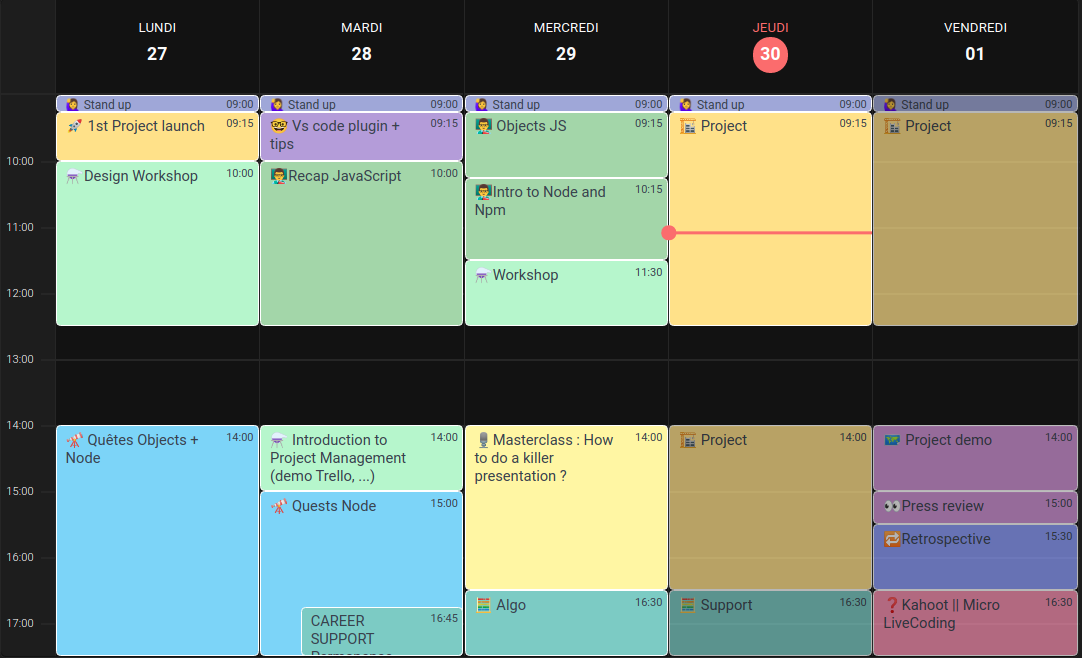 LUNDI
27
MARDI
28
MERCREDI
29
JEUDI
30
VENDREDI
01
10:00
11:00
12:00
13:00
14:00
15:00
16:00
17:00
Stand up 09:00
1st Project launch 09:15
Design Workshop 10:00
Quêtes Objects + 14:00
Node
Stand up 09:00
Vs code plugin + 09:15
tips
Recap JavaScript 10:00
Introduction to 14:00
Project Management
(demo Trello, ...)
Quests Node 15:00
CAREER 16:45
SUPPORT
Permanence
Stand up 09:00
Objects JS 09:15
Intro to Node and 10:15
Npm
Workshop 11:30
Masterclass : How 14:00
to do a killer
presentation ?
Algo 16:30
Stand up 09:00
Project 09:15
Project 14:00
Support 16:30
Stand up 09:00
Project 09:15
Project demo 14:00
Press review 15:00
Retrospective 15:30
Kahoot || Micro 16:30
LiveCoding